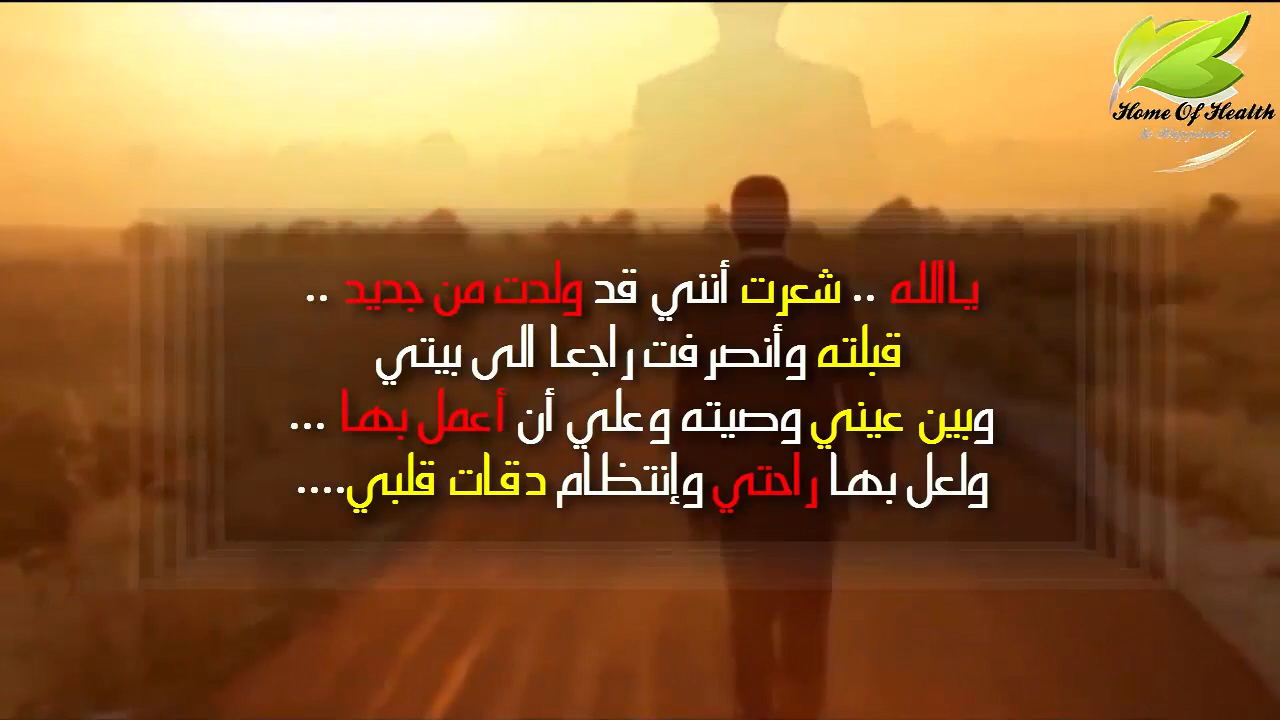 Home Of Health
& Happiness
ياالله .. شعرت أنني قد ولدت من جديد ..
قبلته وأنصرفت راجعا الى بيتي
وبين عيني وصيته وعلي أن أعمل بها ...
ولعل بها راحتي وإنتظام دقات قلبي....